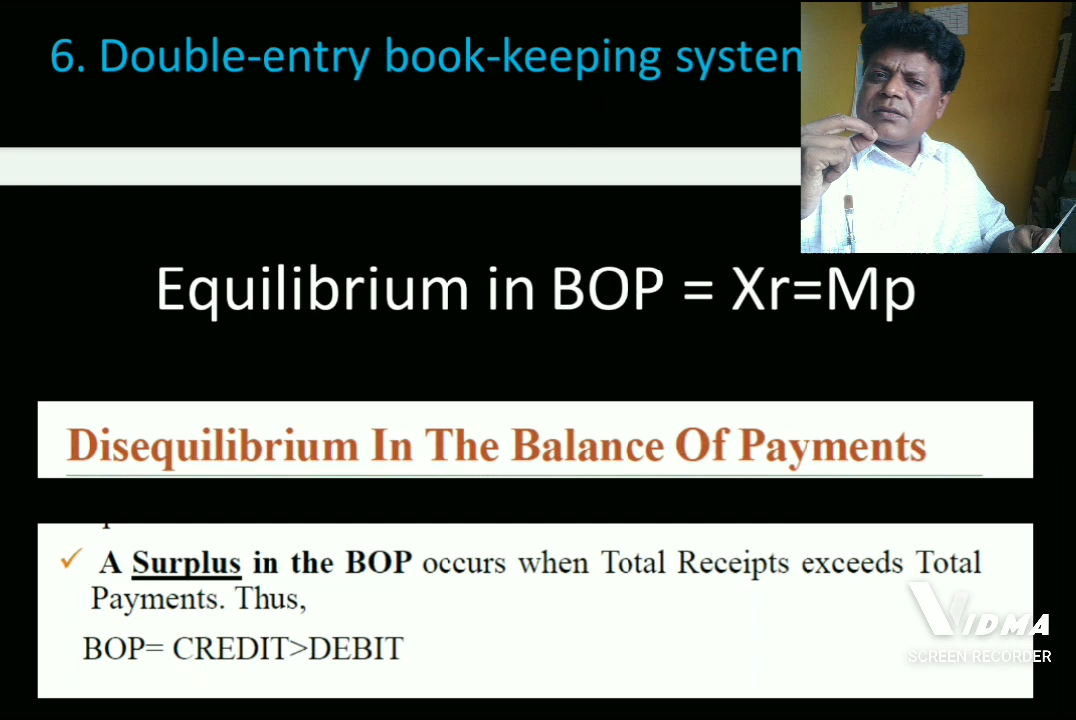 6. Double-entry book-keeping system
Equilibrium in BOP = Xr=Mp
Disequilibrium In The Balance Of Payments
✓ A Surplus in the BOP occurs when Total Receipts exceeds Total
Payments. Thus,
BOP= CREDIT>DEBIT
VIDMA
SCREEN RECORDER